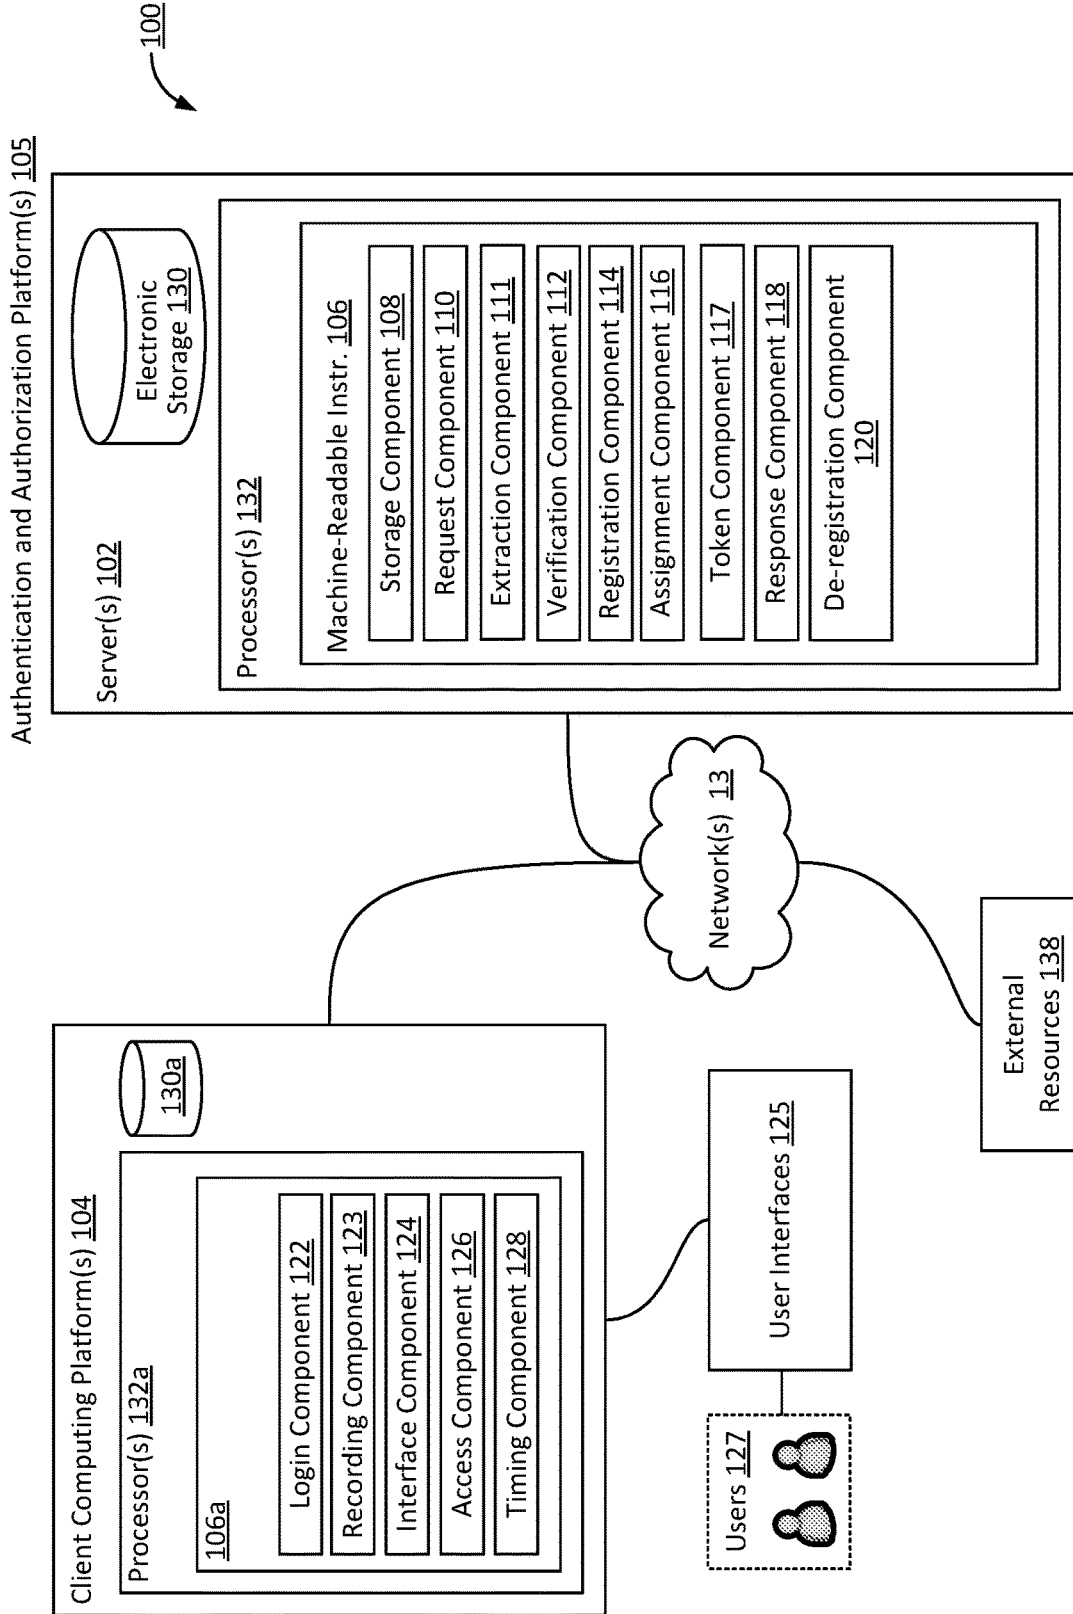 Authentication and Authorization Platform(s) 105
100
Server(s) 102
Electronic
Storage 130
Processor(s) 132
Machine-Readable Instr. 106
Storage Component 108
Request Component 110
Extraction Component 111
Verification Component 112
Registration Component 114
Assignment Component 116
Token Component 117
Response Component 118
De-registration Component
120
Client Computing Platform(s) 104
130a
Processor(s) 132a
106a
Login Component 122
Recording Component 123
Interface Component 124
Access Component 126
Timing Component 128
Network(s) 13
User Interfaces 125
Users 127
External
Resources 138